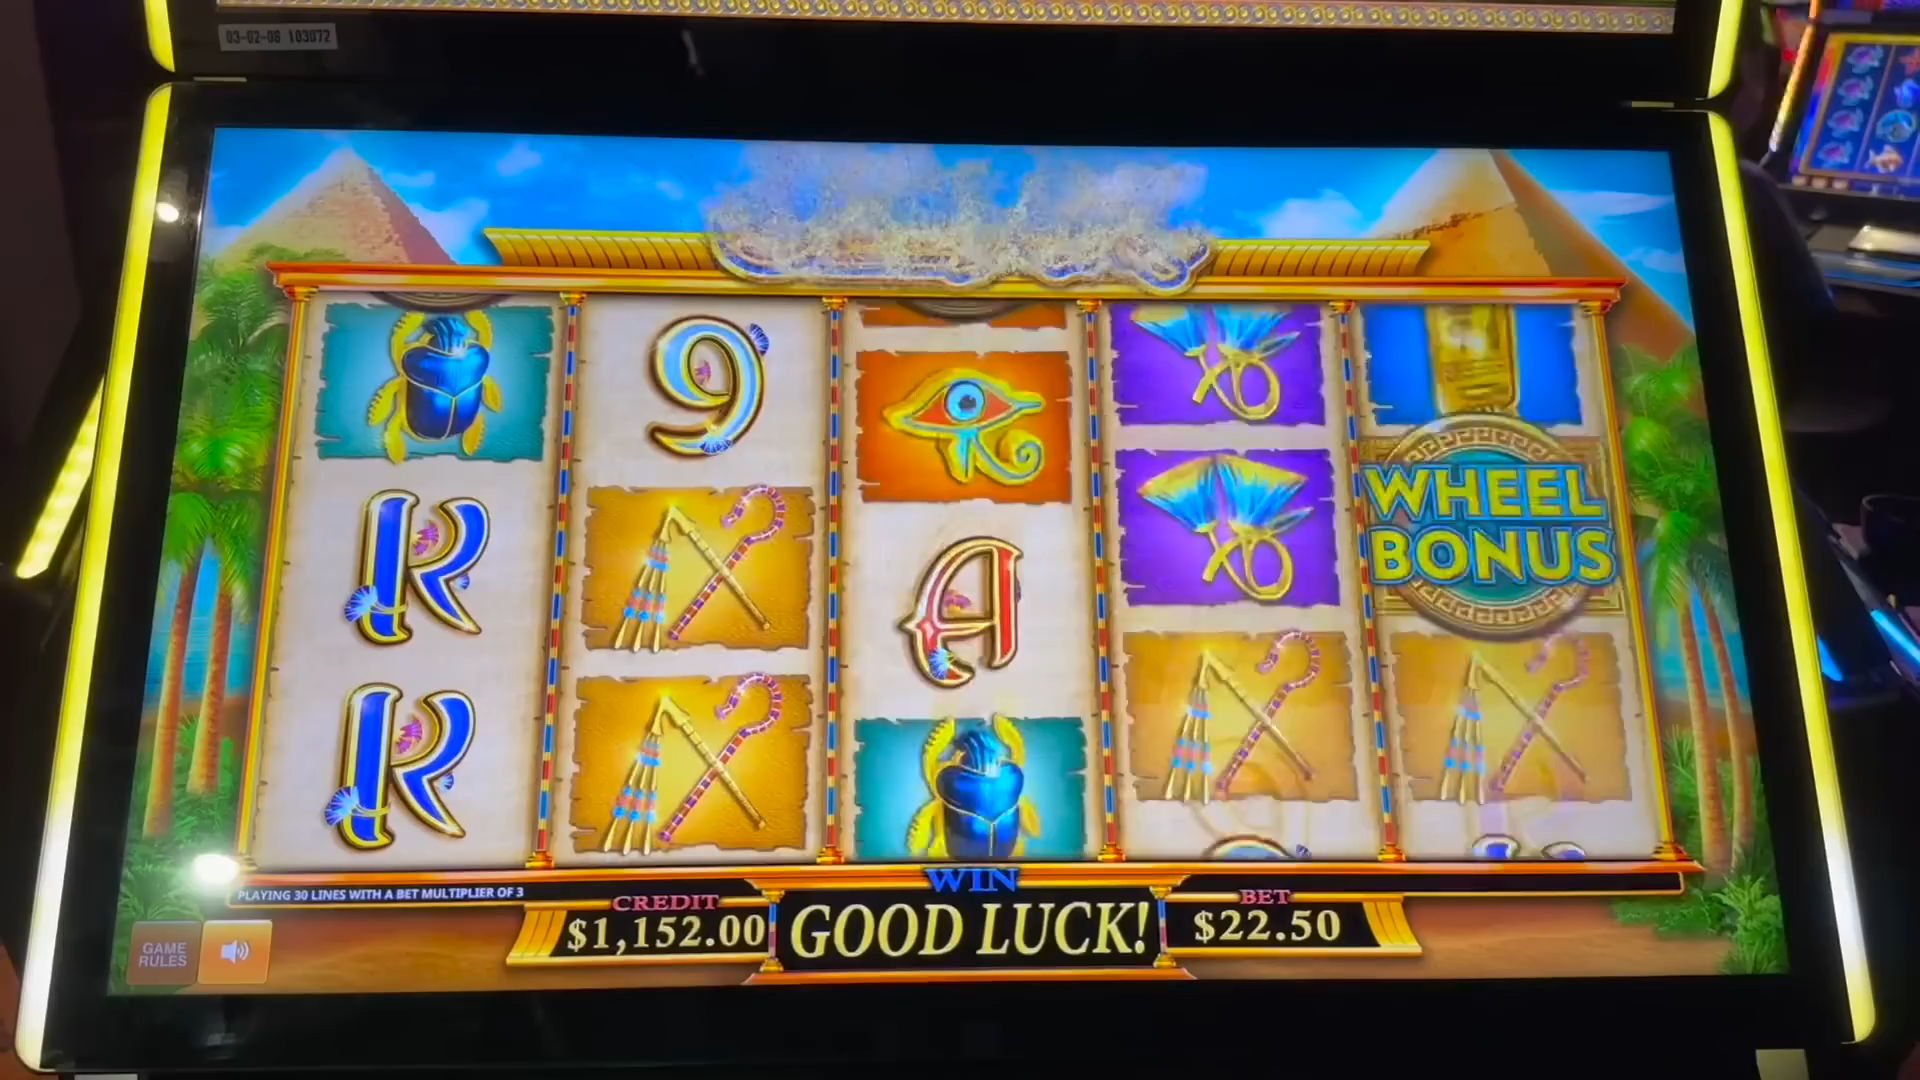 03-02-06 103072
9
K
A
WHEEL
BONUS
K
PLAYING 30 LINES WITH A BET MULTIPLIER OF 3
WIN
CREDIT
BET
$1,152.00
GOOD LUCK!
$22.50
GAME
RULES